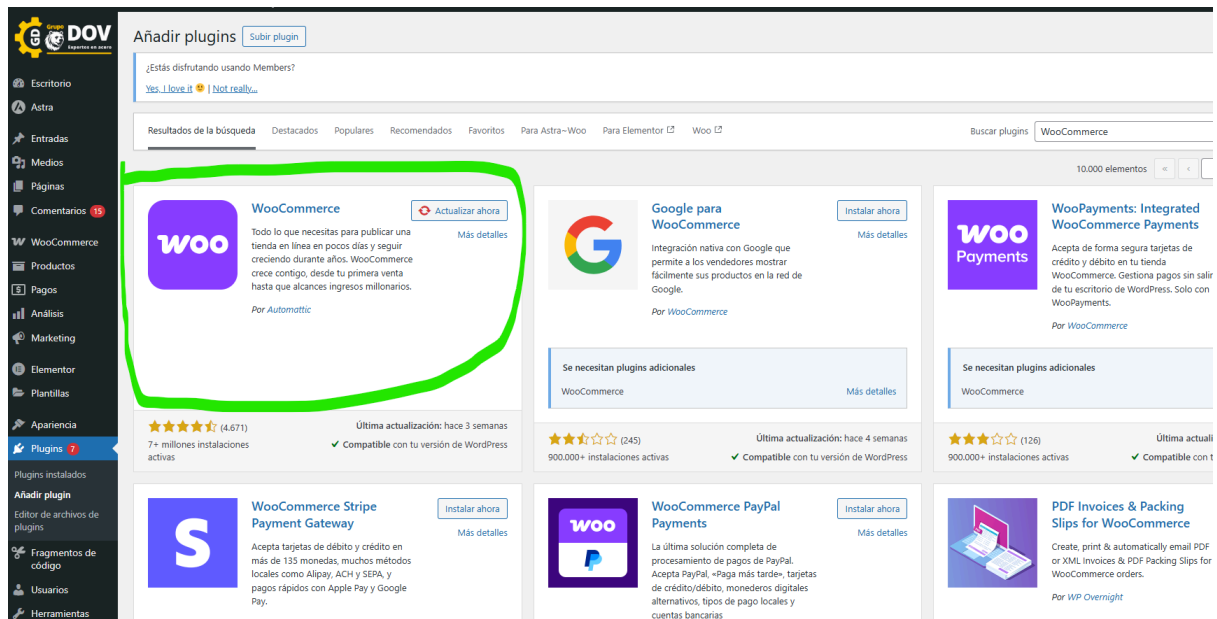 Grupo
GD
DOV
Expertos en acero
Escritorio
Astra
Entradas
Medios
Páginas
Comentarios 15
WooCommerce
Productos
Pagos
Análisis
Marketing
Elementor
Plantillas
Apariencia
Plugins 7
Plugins instalados
Añadir plugin
Editor de archivos de
plugins
Fragmentos de
código
Usuarios
Herramientas
Añadir plugins Subir plugin
¿Estás disfrutando usando Members?
Yes, I love it 🙂 | Not really...
Resultados de la búsqueda Destacados Populares Recomendados Favoritos Para Astra~Woo Para Elementor Woo Buscar plugins WooCommerce
10.000 elementos « ‹
woo
WooCommerce
Actualizar ahora
Más detalles
Todo lo que necesitas para publicar una
tienda en línea en pocos días y seguir
creciendo durante años. WooCommerce
crece contigo, desde tu primera venta
hasta que alcances ingresos millonarios.
Por Automattic
(4.671)
7+ millones instalaciones
activas
Última actualización: hace 3 semanas
✔ Compatible con tu versión de WordPress
G
Google para
WooCommerce
Instalar ahora
Más detalles
Integración nativa con Google que
permite a los vendedores mostrar
fácilmente sus productos en la red de
Google.
Por WooCommerce
Se necesitan plugins adicionales
WooCommerce Más detalles
(245)
900.000+ instalaciones activas
Última actualización: hace 4 semanas
✔ Compatible con tu versión de WordPress
woo
Payments
WooPayments: Integrated
WooCommerce Payments
Acepta de forma segura tarjetas de
crédito y débito en tu tienda
WooCommerce. Gestiona pagos sin salir
de tu escritorio de WordPress. Solo con
WooPayments.
Por WooCommerce
Se necesitan plugins adicionales
WooCommerce
(126)
900.000+ instalaciones activas
Última actuali
✔ Compatible con t
S
WooCommerce Stripe
Payment Gateway
Instalar ahora
Más detalles
Acepta tarjetas de débito y crédito en
más de 135 monedas, muchos métodos
locales como Alipay, ACH y SEPA, y
pagos rápidos con Apple Pay y Google
Pay.
woo
P
WooCommerce PayPal
Payments
Instalar ahora
Más detalles
La última solución completa de
procesamiento de pagos de PayPal.
Acepta PayPal, «Paga más tarde», tarjetas
de crédito/débito, monederos digitales
alternativos, tipos de pago locales y
cuentas bancarias
PDF Invoices & Packing
Slips for WooCommerce
Create, print & automatically email PDF
or XML Invoices & PDF Packing Slips for
WooCommerce orders.
Por WP Overnight